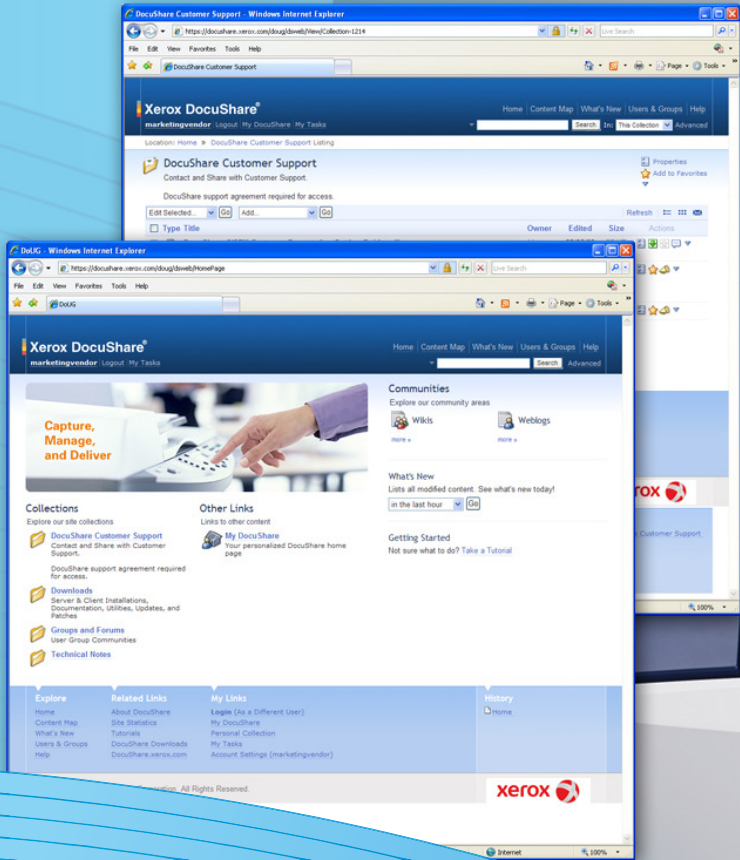 DocuShare Customer Support - Windows Internet Explorer
https://docushare.xerox.com/doug/dsweb/View/Collection-1214
Live Search
File Edit View Favorites Tools Help
DocuShare Customer Support
Page Tools
Xerox DocuShare®
Home Content Map What's New Users & Groups Help
marketingvendor Logout My DocuShare My Tasks
Search In: This Collection Advanced
Location: Home » DocuShare Customer Support Listing
DocuShare Customer Support
Contact and Share with Customer Support.
DocuShare support agreement required for access.
Properties
Add to Favorites
Edit Selected... Go Add... Go
Refresh
Type Title Owner Edited Size Actions
Customer Support
100%
DoUG - Windows Internet Explorer
https://docushare.xerox.com/doug/dsweb/HomePage
Live Search
File Edit View Favorites Tools Help
DoUG
Page Tools
Xerox DocuShare®
Home Content Map What's New Users & Groups Help
marketingvendor Logout My Tasks
Search Advanced
Capture,
Manage,
and Deliver
Communities
Explore our community areas
Wikis
Weblogs
more »
more »
What's New
Lists all modified content. See what's new today!
in the last hour Go
Getting Started
Not sure what to do? Take a Tutorial
Collections
Explore our site collections
DocuShare Customer Support
Contact and Share with Customer
Support.
DocuShare support agreement required
for access.
Downloads
Server & Client Installations,
Documentation, Utilities, Updates, and
Patches
Groups and Forums
User Group Communities
Technical Notes
Other Links
Links to other content
My DocuShare
Your personalized DocuShare home
page
Explore
Home
Content Map
What's New
Users & Groups
Help
Related Links
About DocuShare
Site Statistics
Tutorials
DocuShare Downloads
DocuShare.xerox.com
My Links
Login (As a Different User)
My DocuShare
Personal Collection
My Tasks
Account Settings (marketingvendor)
History
Home
All Rights Reserved.
xerox
Internet
100%